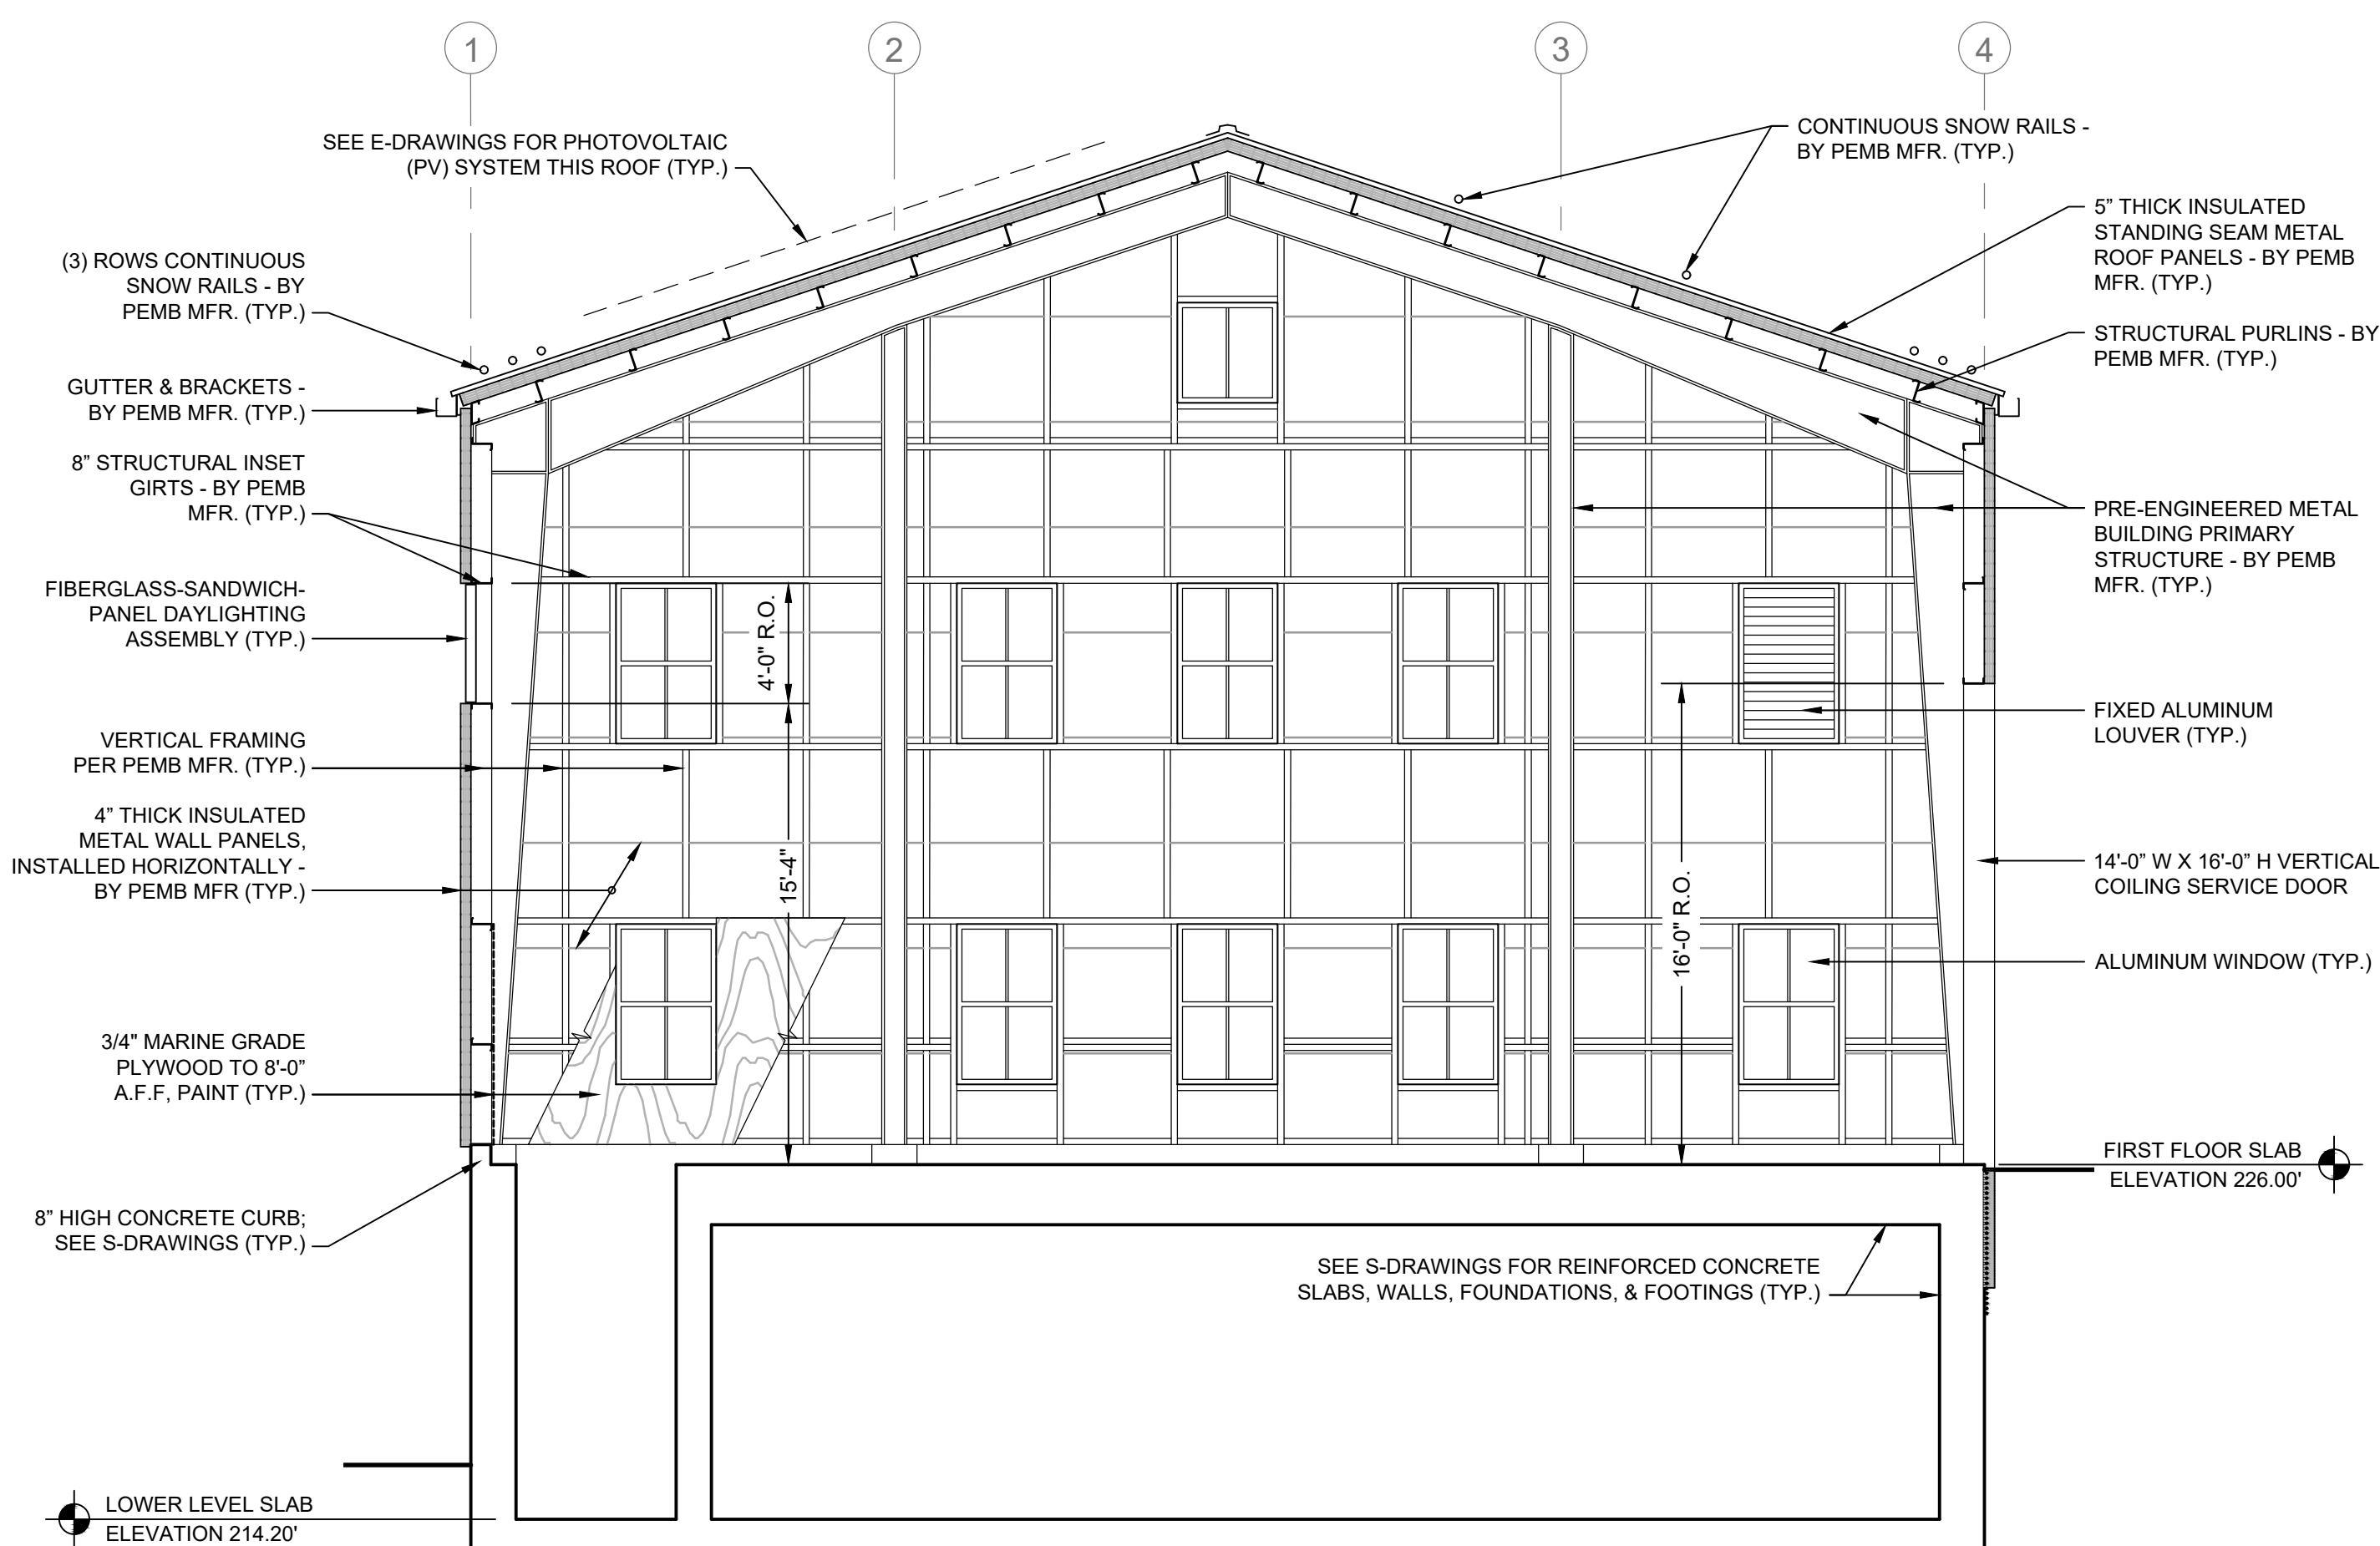 1
2
3
4
SEE E-DRAWINGS FOR PHOTOVOLTAIC
(PV) SYSTEM THIS ROOF (TYP.)
(3) ROWS CONTINUOUS
SNOW RAILS - BY
PEMB MFR. (TYP.)
GUTTER & BRACKETS -
BY PEMB MFR. (TYP.)
8” STRUCTURAL INSET
GIRTS - BY PEMB
MFR. (TYP.)
FIBERGLASS-SANDWICH-
PANEL DAYLIGHTING
ASSEMBLY (TYP.)
VERTICAL FRAMING
PER PEMB MFR. (TYP.)
4” THICK INSULATED
METAL WALL PANELS,
INSTALLED HORIZONTALLY -
BY PEMB MFR (TYP.)
3/4" MARINE GRADE
PLYWOOD TO 8'-0”
A.F.F, PAINT (TYP.)
8” HIGH CONCRETE CURB;
SEE S-DRAWINGS (TYP.)
LOWER LEVEL SLAB
ELEVATION 214.20'
4'-0" R.O.
15'-4"
16'-0" R.O.
SEE S-DRAWINGS FOR REINFORCED CONCRETE
SLABS, WALLS, FOUNDATIONS, & FOOTINGS (TYP.)
CONTINUOUS SNOW RAILS -
BY PEMB MFR. (TYP.)
5” THICK INSULATED
STANDING SEAM METAL
ROOF PANELS - BY PEMB
MFR. (TYP.)
STRUCTURAL PURLINS - BY
PEMB MFR. (TYP.)
PRE-ENGINEERED METAL
BUILDING PRIMARY
STRUCTURE - BY PEMB
MFR. (TYP.)
FIXED ALUMINUM
LOUVER (TYP.)
14'-0” W X 16'-0” H VERTICAL
COILING SERVICE DOOR
ALUMINUM WINDOW (TYP.)
FIRST FLOOR SLAB
ELEVATION 226.00'